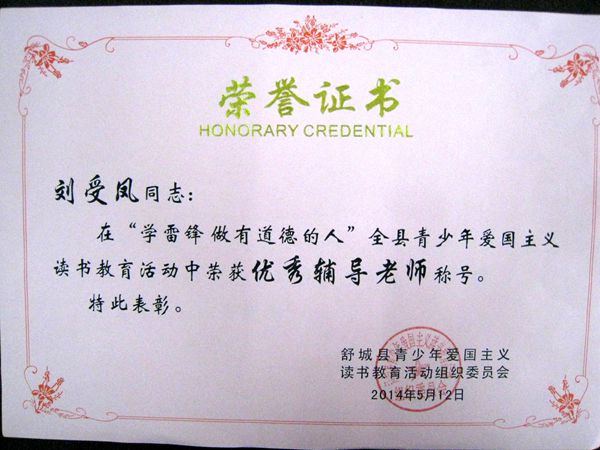 荣誉证书
HONORARY CREDENTIAL
刘受凤同志：
在“学雷锋 做有道德的人”全县青少年爱国主义
读书教育活动中荣获优秀辅导老师称号。
特此表彰。
舒城县青少年爱国主义
读书教育活动组织委员会
2014年5月12日